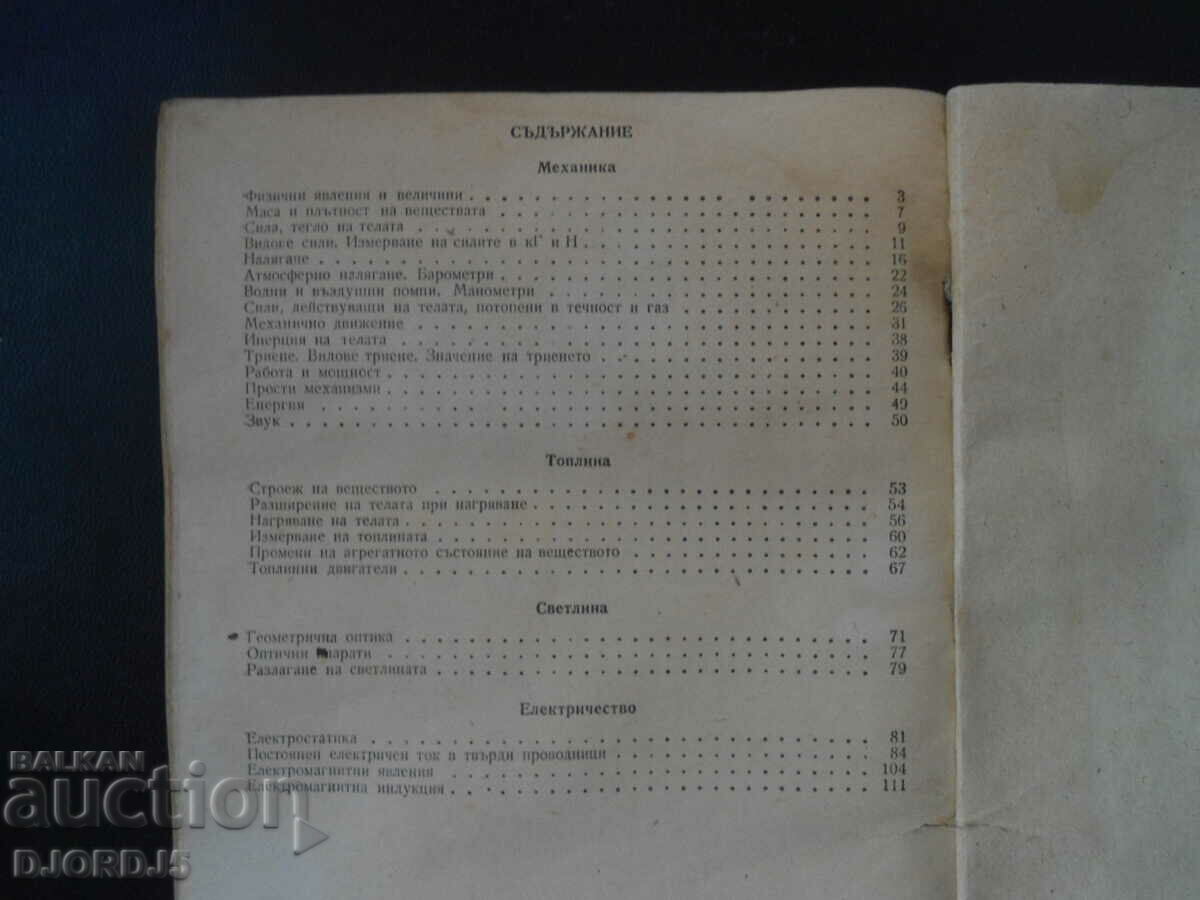 СЪДЪРЖАНИЕ
Механика
Физични явления и величини . . . . . . . . . . . . . . . . . . . . 3
Маса и плътност на веществата . . . . . . . . . . . . . . . . . . . . 7
Сила, тегло на телата . . . . . . . . . . . . . . . . . . . . 9
Видове сили. Измерване на силите в кГ и Н . . . . . . . . . . . . . . . 11
Налягане . . . . . . . . . . . . . . . . . . . . 16
Атмосферно налягане. Барометри . . . . . . . . . . . . . . . . . . . . 22
Водни и въздушни помпи. Манометри . . . . . . . . . . . . . . . . . . 24
Сили, действуващи на телата, потопени в течност и газ . . . . . . . . . . 26
Механично движение . . . . . . . . . . . . . . . . . . . . 31
Инерция на телата . . . . . . . . . . . . . . . . . . . . 38
Триене. Видове триене. Значение на триенето . . . . . . . . . . . . . . . 39
Работа и мощност . . . . . . . . . . . . . . . . . . . . 40
Прости механизми . . . . . . . . . . . . . . . . . . . . 44
Енергия . . . . . . . . . . . . . . . . . . . . 49
Звук . . . . . . . . . . . . . . . . . . . . 50
Топлина
Строеж на веществото . . . . . . . . . . . . . . . . . . . . 53
Разширение на телата при нагряване . . . . . . . . . . . . . . . . . . 54
Нагряване на телата . . . . . . . . . . . . . . . . . . . . 56
Измерване на топлината . . . . . . . . . . . . . . . . . . . . 60
Промени на агрегатното състояние на веществото . . . . . . . . . . . . . 62
Топлинни двигатели . . . . . . . . . . . . . . . . . . . . 67
Светлина
Геометрична оптика . . . . . . . . . . . . . . . . . . . . 71
Оптични апарати . . . . . . . . . . . . . . . . . . . . 77
Разлагане на светлината . . . . . . . . . . . . . . . . . . . . 79
Електричество
Електростатика . . . . . . . . . . . . . . . . . . . . 81
Постоянен електричен ток в твърди проводници . . . . . . . . . . . . . . 84
Електромагнитни явления . . . . . . . . . . . . . . . . . . . . 104
Електромагнитна индукция . . . . . . . . . . . . . . . . . . . . 111
BALKAN
auction
DJORDJ5